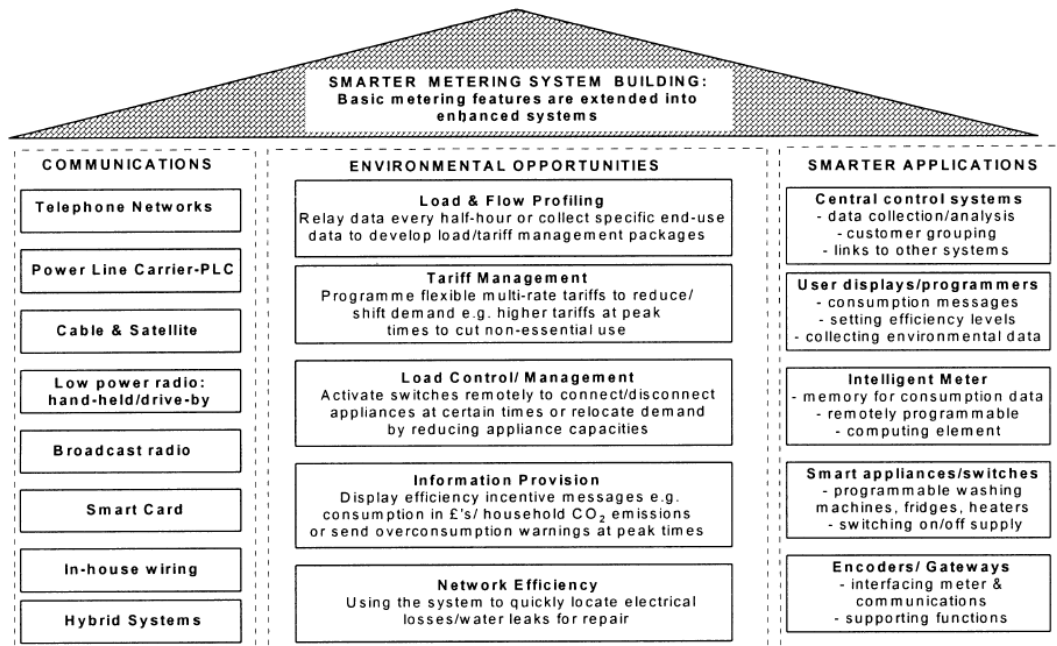 SMARTER METERING SYSTEM BUILDING:
Basic metering features are extended into
enhanced systems
COMMUNICATIONS
Telephone Networks
Power Line Carrier-PLC
Cable & Satellite
Low power radio:
hand-held/drive-by
Broadcast radio
Smart Card
In-house wiring
Hybrid Systems
ENVIRONMENTAL OPPORTUNITIES
Load & Flow Profiling
Relay data every half-hour or collect specific end-use
data to develop load/tariff management packages
Tariff Management
Programme flexible multi-rate tariffs to reduce/
shift demand e.g. higher tariffs at peak
times to cut non-essential use
Load Control/ Management
Activate switches remotely to connect/disconnect
appliances at certain times or relocate demand
by reducing appliance capacities
Information Provision
Display efficiency incentive messages e.g.
consumption in £'s/ household CO₂ emissions
or send overconsumption warnings at peak times
Network Efficiency
Using the system to quickly locate electrical
losses/water leaks for repair
SMARTER APPLICATIONS
Central control systems
- data collection/analysis
- customer grouping
- links to other systems
User displays/programmers
- consumption messages
- setting efficiency levels
- collecting environmental data
Intelligent Meter
- memory for consumption data
- remotely programmable
- computing element
Smart appliances/switches
- programmable washing
machines, fridges, heaters
- switching on/off supply
Encoders/ Gateways
- interfacing meter &
communications
- supporting functions